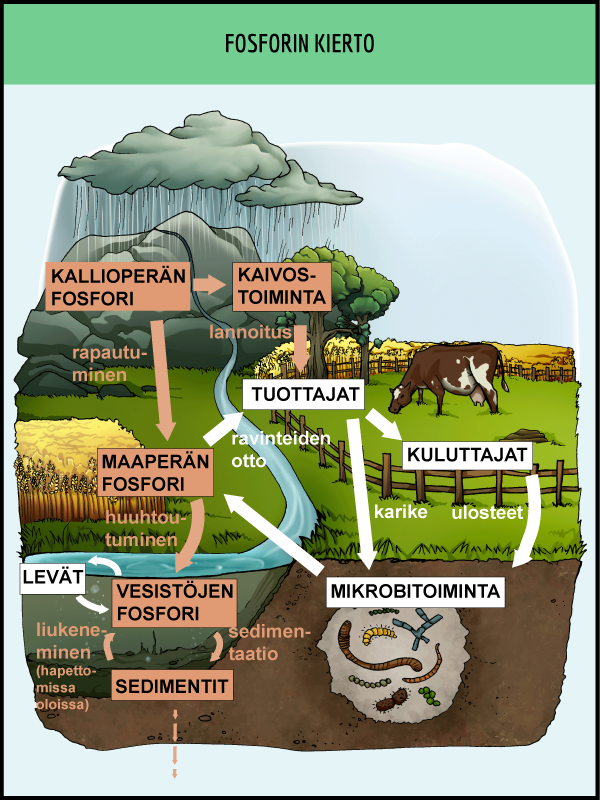 FOSFORIN KIERTO
KALLIOPERÄN
FOSFORI
KAIVOS-
TOIMINTA
lannoitus
rapautu-
minen
TUOTTAJAT
ravinteiden
otto
KULUTTAJAT
MAAPERÄN
FOSFORI
karike
ulosteet
huuhtou-
tuminen
LEVÄT
VESISTÖJEN
FOSFORI
MIKROBITOIMINTA
liukene-
minen
(hapetto-
missa
oloissa)
sedimen-
taatio
SEDIMENTIT